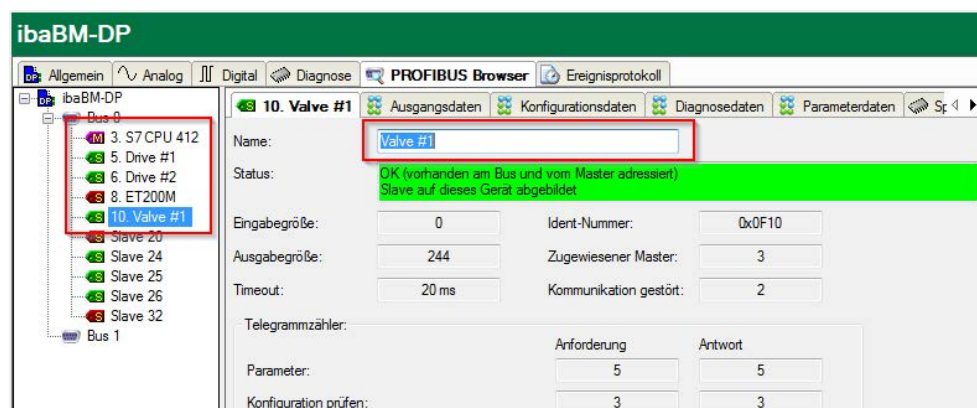 ibaBM-DP
Allgemein Analog Digital Diagnose PROFIBUS Browser Ereignisprotokoll
ibaBM-DP
Bus 0
3. S7 CPU 412
5. Drive #1
6. Drive #2
8. ET200M
10. Valve #1
Slave 20
Slave 24
Slave 25
Slave 26
Slave 32
Bus 1
10. Valve #1 Ausgangsdaten Konfigurationsdaten Diagnosedaten Parameterdaten
Name: Valve #1
Status: OK (vorhanden am Bus und vom Master adressiert)
Slave auf dieses Gerät abgebildet
Eingabegröße: 0 Ident-Nummer: 0x0F10
Ausgabegröße: 244 Zugewiesener Master: 3
Timeout: 20 ms Kommunikation gestört: 2
Telegrammzähler:
Anforderung Antwort
Parameter: 5 5
Konfiguration prüfen: 3 3